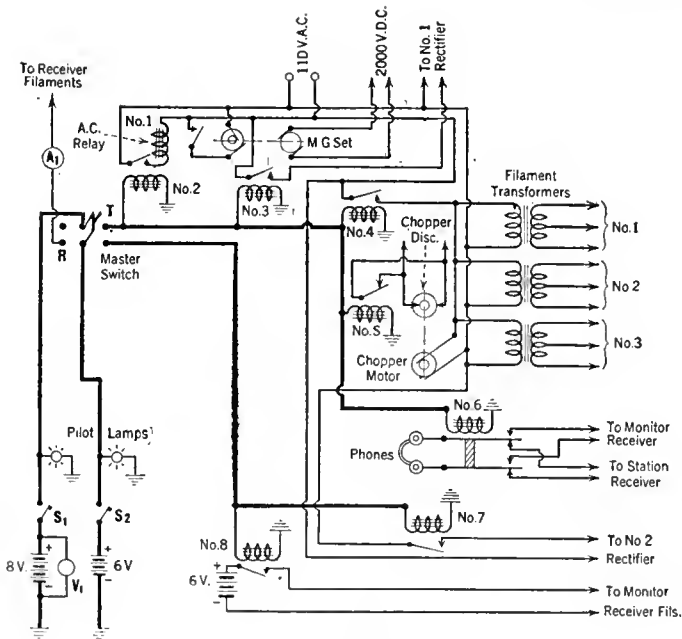 110 V.A.C.
2000 V.D.C.
To No. 1
Rectifier
To Receiver
Filaments
A1
No.1
A.C.
Relay
M G Set
No.2
No.3
T
R
Master
Switch
No.4
Chopper
Disc.
No.5
Chopper
Motor
Filament
Transformers
No.1
No 2
No.3
No.6
Phones
To Monitor
Receiver
To Station
Receiver
Pilot Lamps
S1
S2
+
8 V.
-
V1
+
6 V
-
No.7
No.8
6 V.
+
-
To No 2
Rectifier
To Monitor
Receiver Fils.